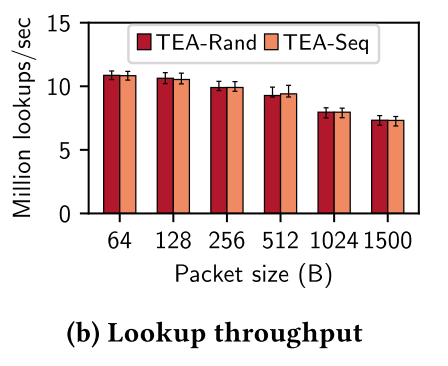 15
10
5
0
Million lookups/sec
TEA-Rand TEA-Seq
64 128 256 512 1024 1500
Packet size (B)
(b) Lookup throughput